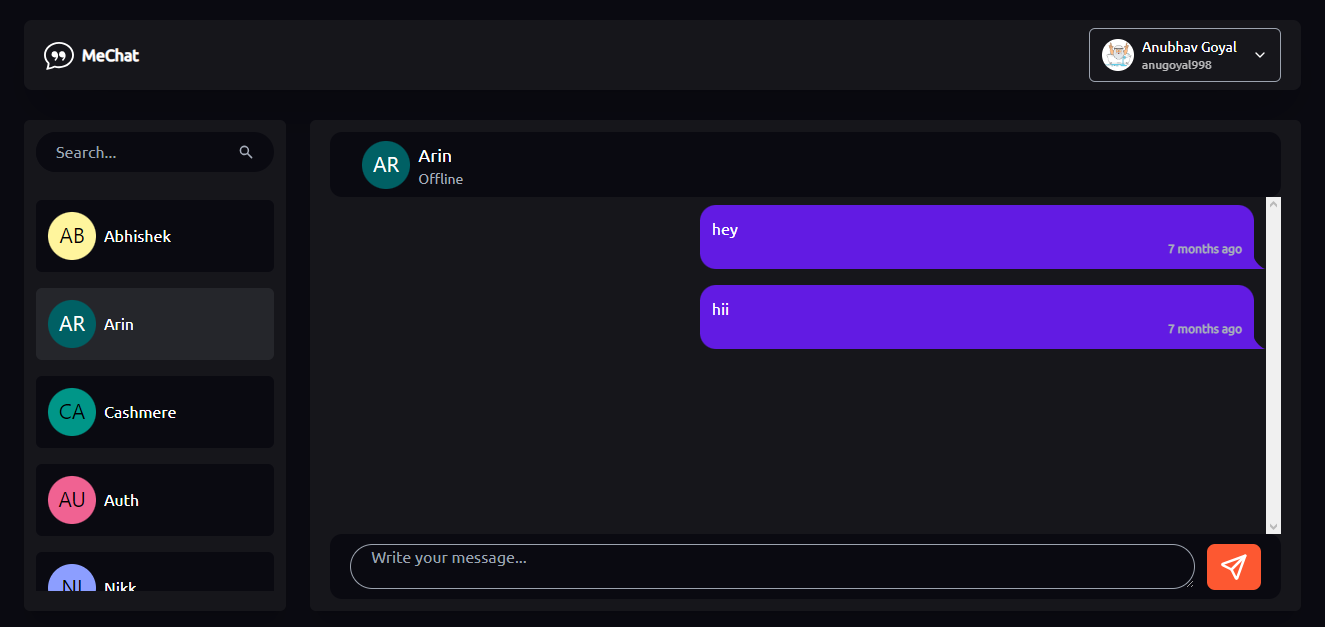 MeChat
Anubhav Goyal
anugoyal998
Search...
AB
Abhishek
AR
Arin
CA
Cashmere
AU
Auth
NI
Nikk
AR
Arin
Offline
hey
7 months ago
hii
7 months ago
Write your message...